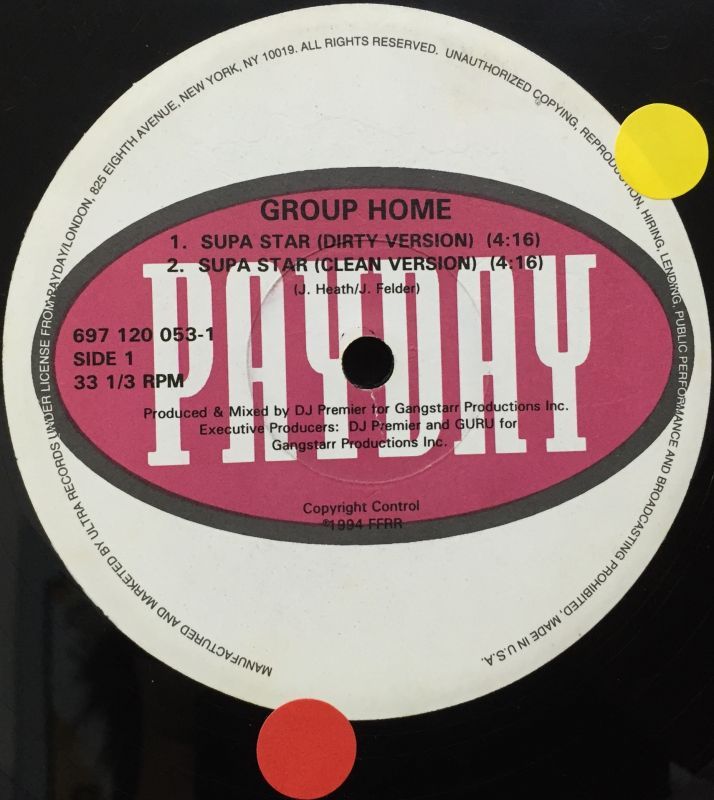 GROUP HOME
1. SUPA STAR (DIRTY VERSION) (4:16)
2. SUPA STAR (CLEAN VERSION) (4:16)
(J. Heath/J. Felder)
PAYDAY
697 120 053-1
SIDE 1
33 1/3 RPM
Produced & Mixed by DJ Premier for Gangstarr Productions Inc.
Executive Producers: DJ Premier and GURU for
Gangstarr Productions Inc.
Copyright Control
℗1994 FFRR
MANUFACTURED AND MARKETED BY ULTRA RECORDS UNDER LICENSE FROM PAYDAY/LONDON, 825 EIGHTH AVENUE, NEW YORK, NY 10019. ALL RIGHTS RESERVED. UNAUTHORIZED COPYING, REPRODUCTION, HIRING, LENDING, PUBLIC PERFORMANCE AND BROADCASTING PROHIBITED, MADE IN U.S.A.